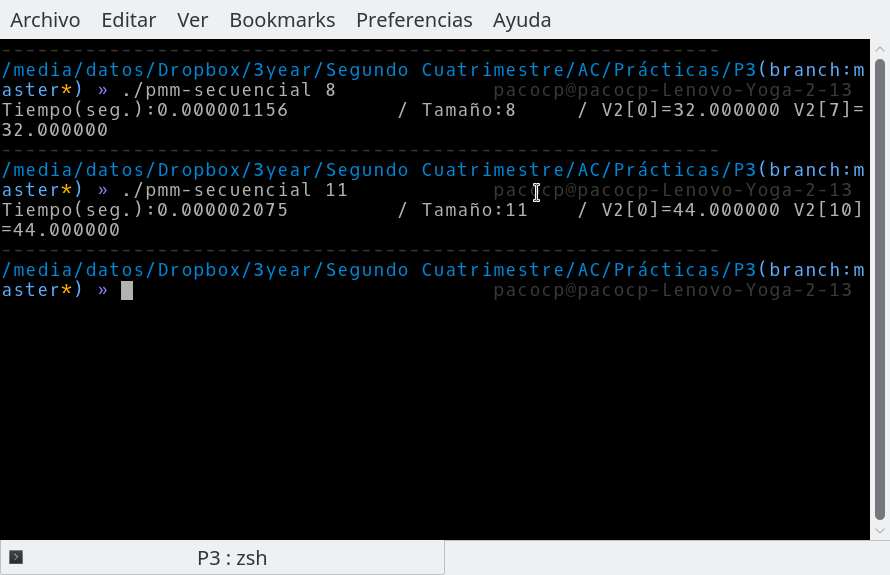 Archivo Editar Ver Bookmarks Preferencias Ayuda
------------------------------------------------------------
/media/datos/Dropbox/3year/Segundo Cuatrimestre/AC/Prácticas/P3(branch:m
aster*) » ./pmm-secuencial 8 pacocp@pacocp-Lenovo-Yoga-2-13
Tiempo(seg.):0.000001156 / Tamaño:8 / V2[0]=32.000000 V2[7]=
32.000000
------------------------------------------------------------
/media/datos/Dropbox/3year/Segundo Cuatrimestre/AC/Prácticas/P3(branch:m
aster*) » ./pmm-secuencial 11 pacocp@pacocp-Lenovo-Yoga-2-13
Tiempo(seg.):0.000002075 / Tamaño:11 / V2[0]=44.000000 V2[10]
=44.000000
------------------------------------------------------------
/media/datos/Dropbox/3year/Segundo Cuatrimestre/AC/Prácticas/P3(branch:m
aster*) » pacocp@pacocp-Lenovo-Yoga-2-13
P3 : zsh